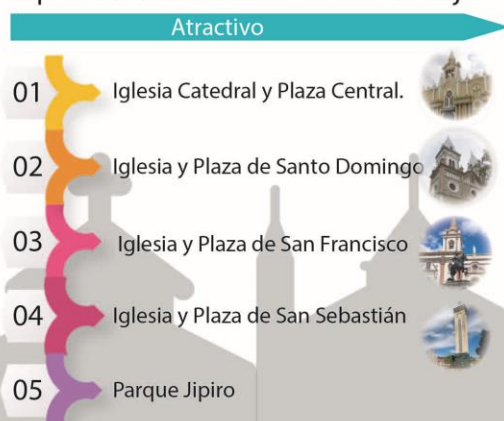 Atractivo
01 Iglesia Catedral y Plaza Central.
02 Iglesia y Plaza de Santo Domingo
03 Iglesia y Plaza de San Francisco
04 Iglesia y Plaza de San Sebastián
05 Parque Jipiro